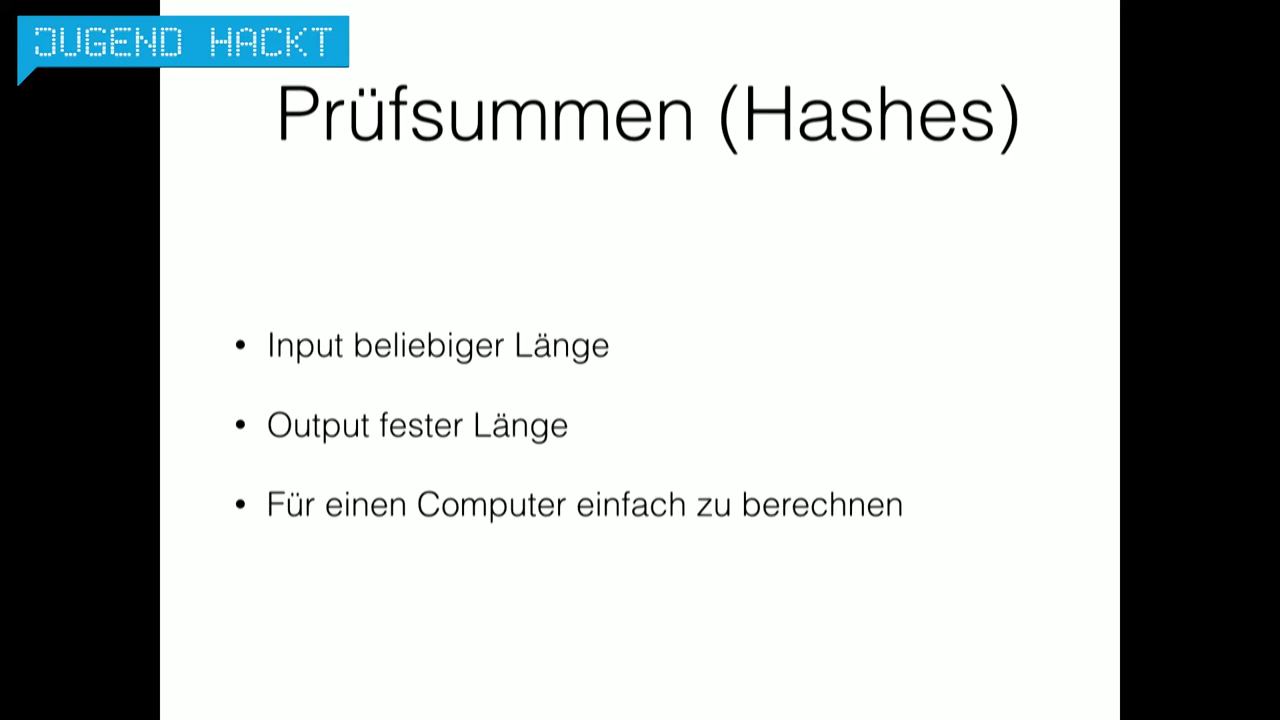 JUGEND HACKT
Prüfsummen (Hashes)
• Input beliebiger Länge
• Output fester Länge
• Für einen Computer einfach zu berechnen